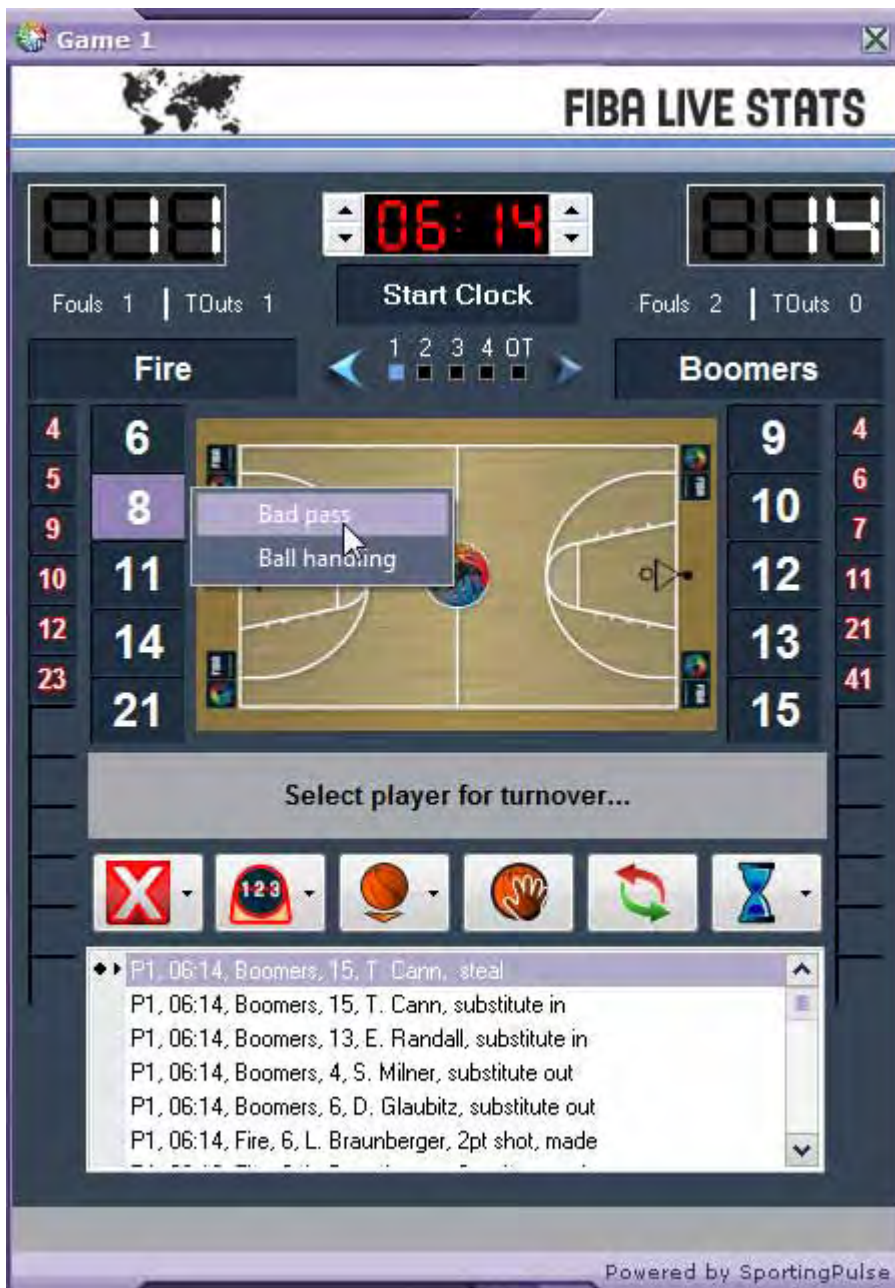 Game 1
FIBA LIVE STATS
11
06:14
14
Fouls 1 | TOuts 1
Start Clock
Fouls 2 | TOuts 0
1 2 3 4 OT
Fire
Boomers
4
5
9
10
12
23
6
8
11
14
21
Bad pass
Ball handling
9
10
12
13
15
4
6
7
11
21
41
Select player for turnover...
1-2-3
P1, 06:14, Boomers, 15, T. Cann, steal
P1, 06:14, Boomers, 15, T. Cann, substitute in
P1, 06:14, Boomers, 13, E. Randall, substitute in
P1, 06:14, Boomers, 4, S. Milner, substitute out
P1, 06:14, Boomers, 6, D. Glaubitz, substitute out
P1, 06:14, Fire, 6, L. Braunberger, 2pt shot, made
Powered by SportingPulse